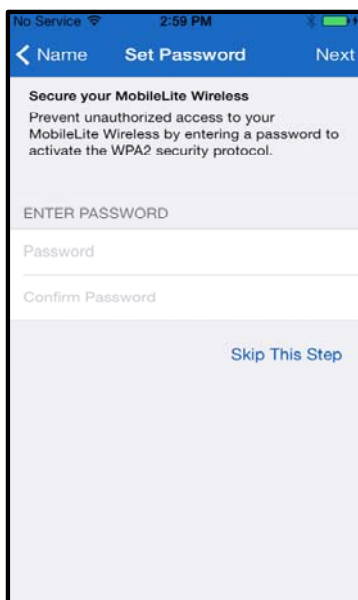 No Service 2:59 PM
Name Set Password Next
Secure your MobileLite Wireless
Prevent unauthorized access to your
MobileLite Wireless by entering a password to
activate the WPA2 security protocol.
ENTER PASSWORD
Password
Confirm Password
Skip This Step